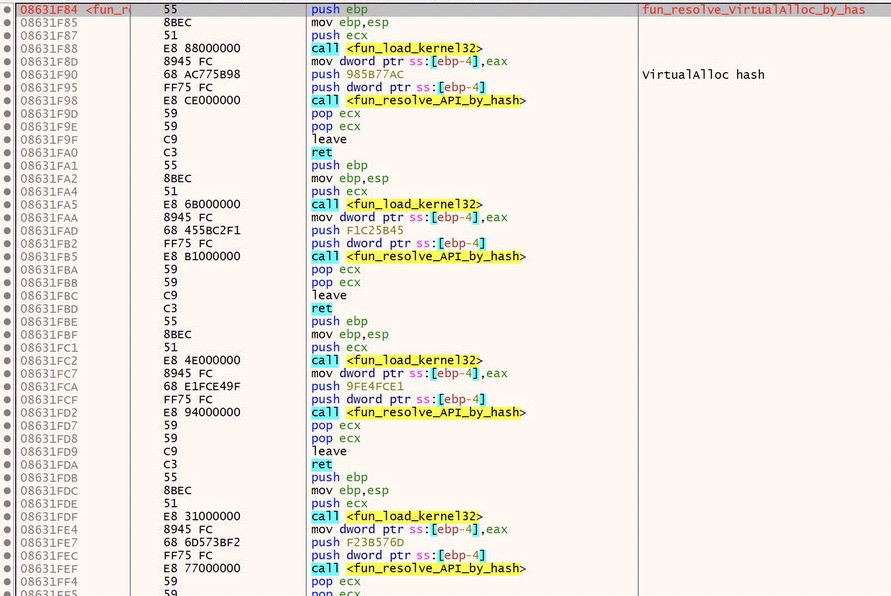 08631F84 <fun_r 55 push ebp fun_resolve_VirtualAlloc_by_has
08631F85 8BEC mov ebp,esp
08631F87 51 push ecx
08631F88 E8 88000000 call <fun_load_kernel32>
08631F8D 8945 FC mov dword ptr ss:[ebp-4],eax
08631F90 68 AC775B98 push 985B77AC VirtualAlloc hash
08631F95 FF75 FC push dword ptr ss:[ebp-4]
08631F98 E8 CE000000 call <fun_resolve_API_by_hash>
08631F9D 59 pop ecx
08631F9E 59 pop ecx
08631F9F C9 leave
08631FA0 C3 ret
08631FA1 55 push ebp
08631FA2 8BEC mov ebp,esp
08631FA4 51 push ecx
08631FA5 E8 6B000000 call <fun_load_kernel32>
08631FAA 8945 FC mov dword ptr ss:[ebp-4],eax
08631FAD 68 455BC2F1 push F1C25B45
08631FB2 FF75 FC push dword ptr ss:[ebp-4]
08631FB5 E8 B1000000 call <fun_resolve_API_by_hash>
08631FBA 59 pop ecx
08631FBB 59 pop ecx
08631FBC C9 leave
08631FBD C3 ret
08631FBE 55 push ebp
08631FBF 8BEC mov ebp,esp
08631FC1 51 push ecx
08631FC2 E8 4E000000 call <fun_load_kernel32>
08631FC7 8945 FC mov dword ptr ss:[ebp-4],eax
08631FCA 68 E1FCE49F push 9FE4FCE1
08631FCF FF75 FC push dword ptr ss:[ebp-4]
08631FD2 E8 94000000 call <fun_resolve_API_by_hash>
08631FD7 59 pop ecx
08631FD8 59 pop ecx
08631FD9 C9 leave
08631FDA C3 ret
08631FDB 55 push ebp
08631FDC 8BEC mov ebp,esp
08631FDE 51 push ecx
08631FDF E8 31000000 call <fun_load_kernel32>
08631FE4 8945 FC mov dword ptr ss:[ebp-4],eax
08631FE7 68 6D573BF2 push F23B576D
08631FEC FF75 FC push dword ptr ss:[ebp-4]
08631FEF E8 77000000 call <fun_resolve_API_by_hash>
08631FF4 59 pop ecx
08631FF5 59 pop ecx